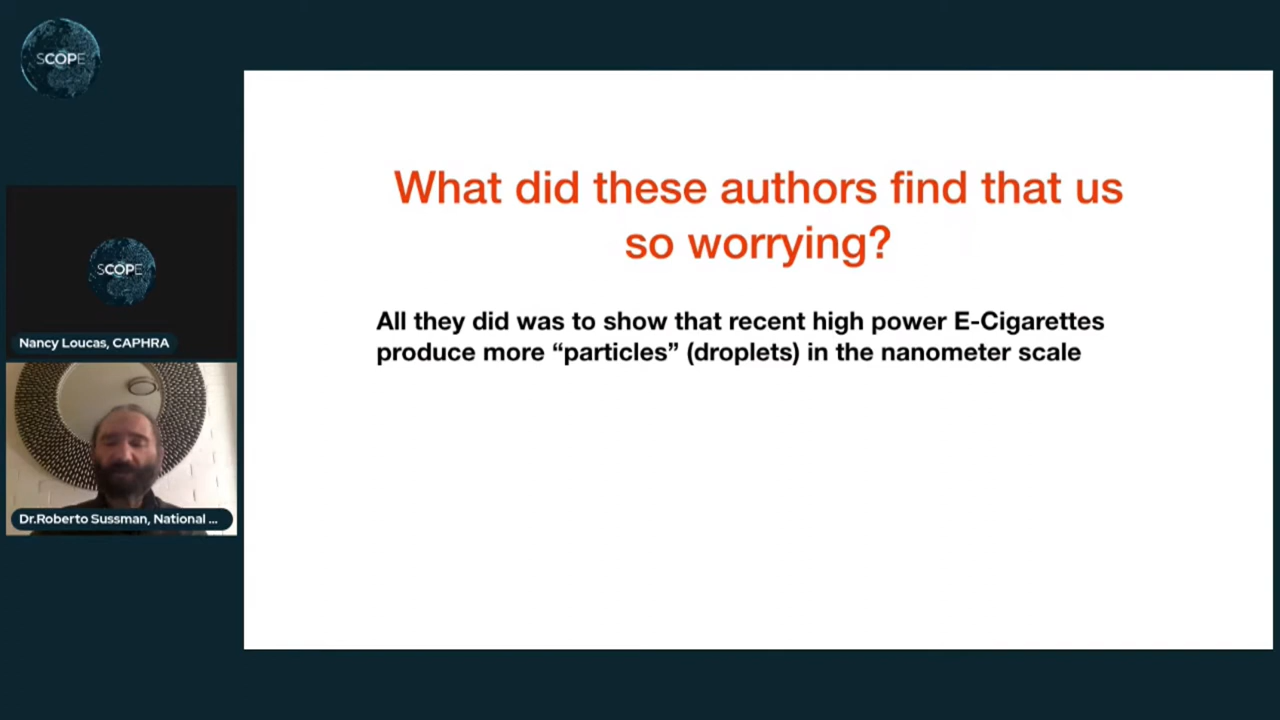 SCOPE
SCOPE
Nancy Loucas, CAPHRA
Dr.Roberto Sussman, National ...
What did these authors find that us
so worrying?
All they did was to show that recent high power E-Cigarettes
produce more “particles” (droplets) in the nanometer scale